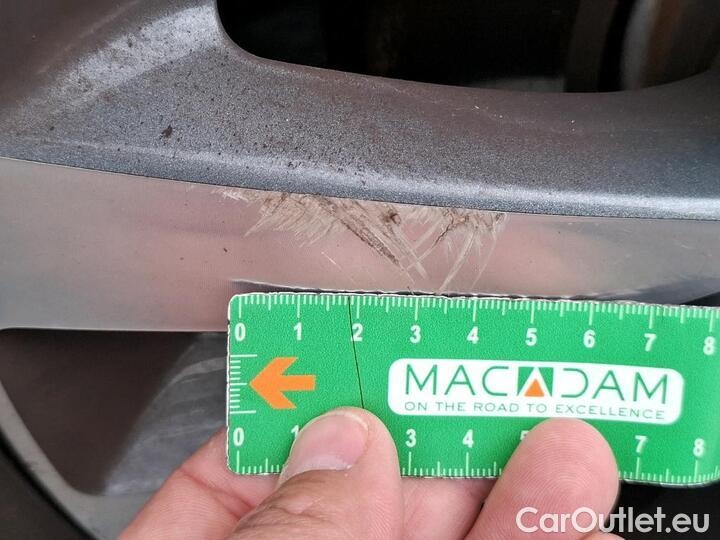 0 1 2 3 4 5 6 7 8
MACADAM
ON THE ROAD TO EXCELLENCE
0 1 3 4 5 7 8
CarOutlet.eu